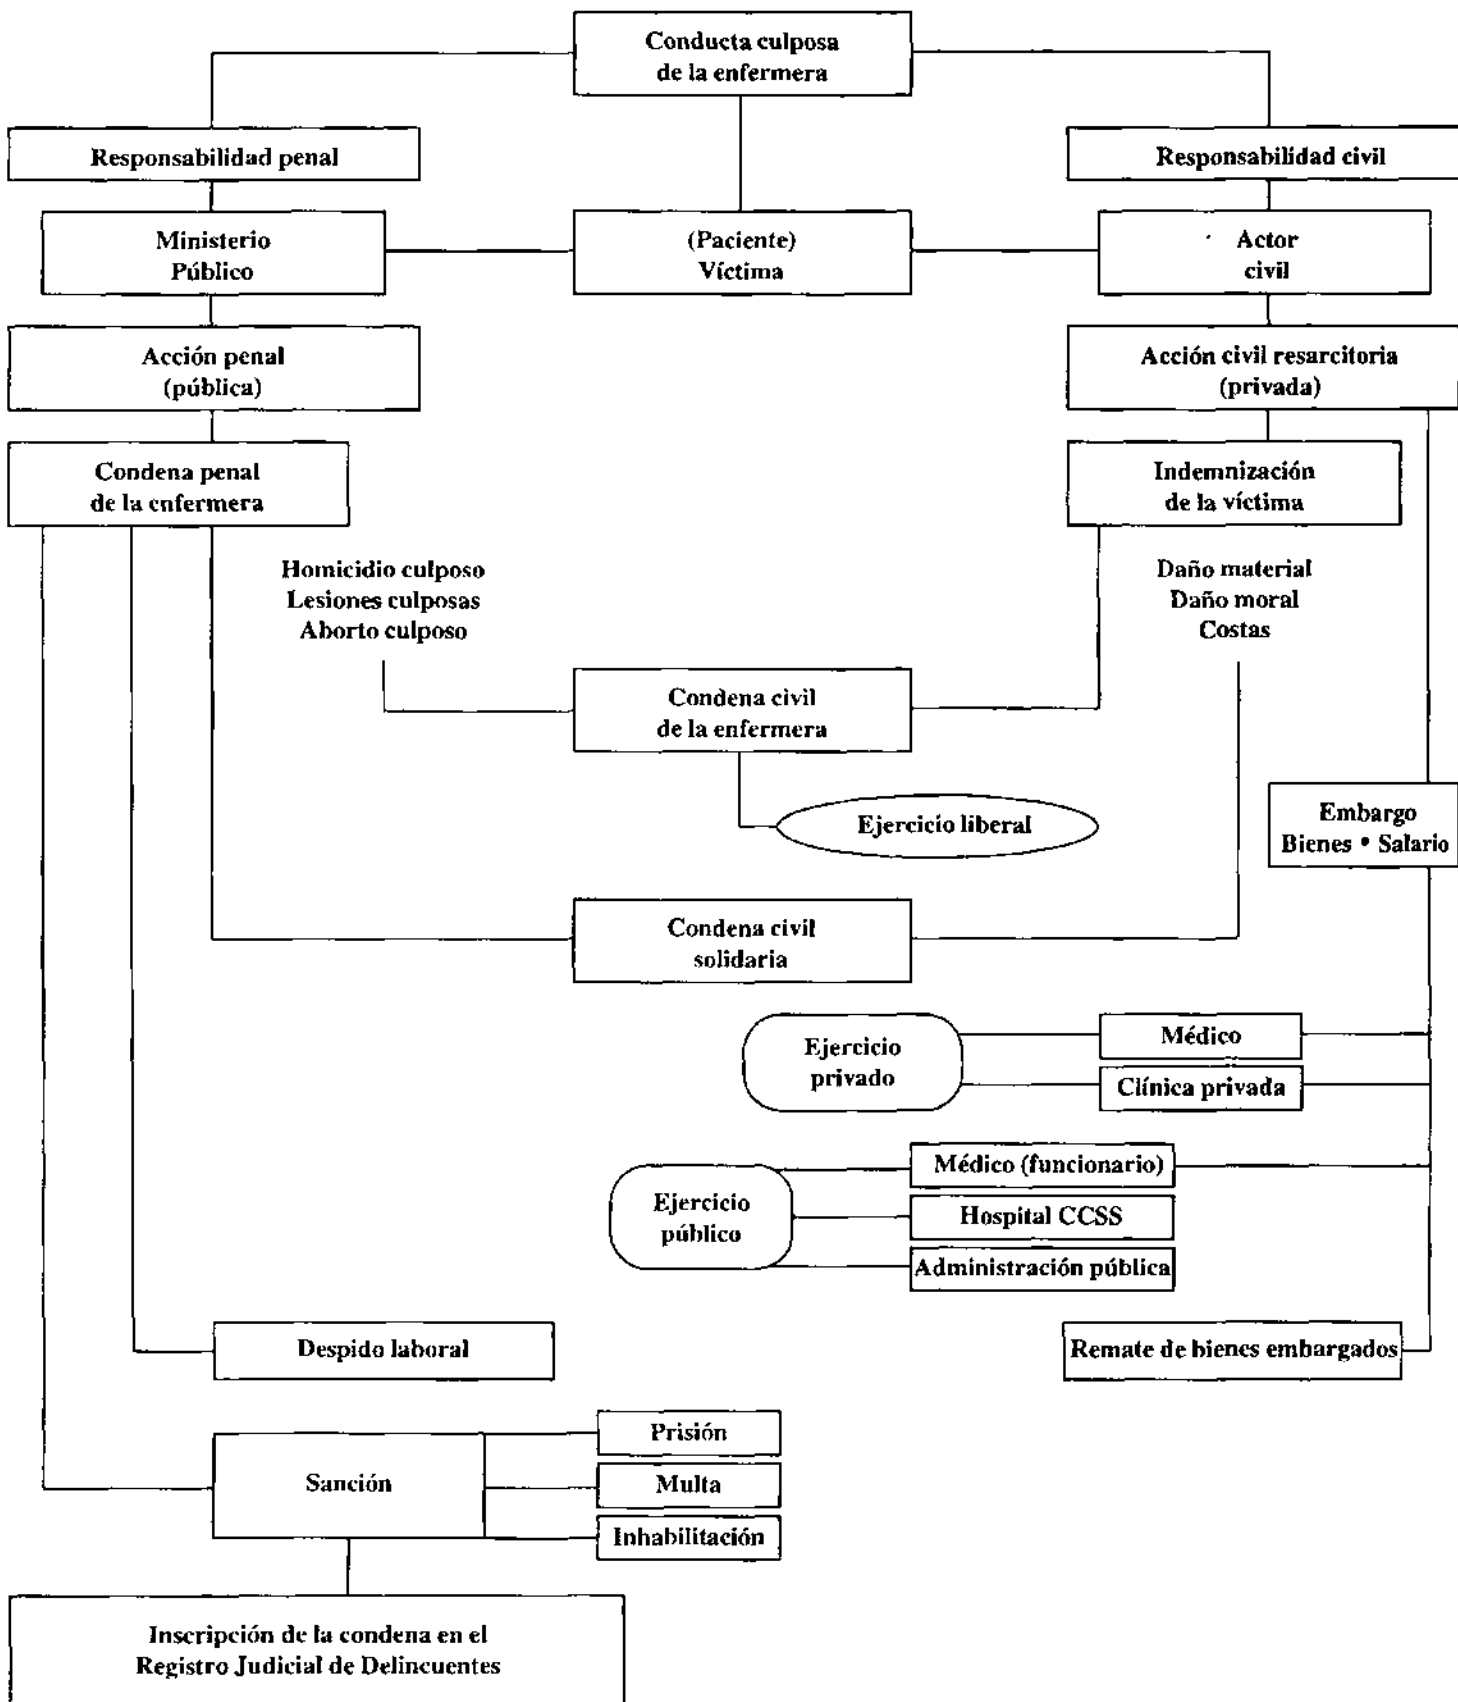 Conducta culposa
de la enfermera
Responsabilidad penal
Responsabilidad civil
Ministerio
Público
(Paciente)
Víctima
Actor
civil
Acción penal
(pública)
Acción civil resarcitoria
(privada)
Condena penal
de la enfermera
Indemnización
de la víctima
Homicidio culposo
Lesiones culposas
Aborto culposo
Daño material
Daño moral
Costas
Condena civil
de la enfermera
Ejercicio liberal
Embargo
Bienes • Salario
Condena civil
solidaria
Ejercicio
privado
Médico
Clínica privada
Ejercicio
público
Médico (funcionario)
Hospital CCSS
Administración pública
Despido laboral
Remate de bienes embargados
Sanción
Prisión
Multa
Inhabilitación
Inscripción de la condena en el
Registro Judicial de Delincuentes